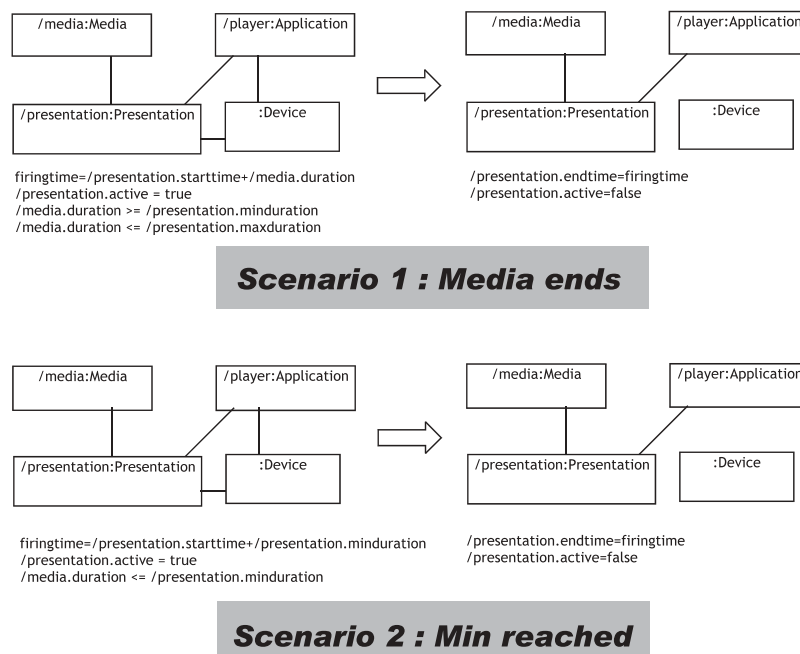 /media:Media
/player:Application
/presentation:Presentation
:Device
firingtime=/presentation.starttime+/media.duration
/presentation.active = true
/media.duration >= /presentation.minduration
/media.duration <= /presentation.maxduration
/media:Media
/player:Application
/presentation:Presentation
:Device
/presentation.endtime=firingtime
/presentation.active=false
Scenario 1 : Media ends
/media:Media
/player:Application
/presentation:Presentation
:Device
firingtime=/presentation.starttime+/presentation.minduration
/presentation.active = true
/media.duration <= /presentation.minduration
/media:Media
/player:Application
/presentation:Presentation
:Device
/presentation.endtime=firingtime
/presentation.active=false
Scenario 2 : Min reached